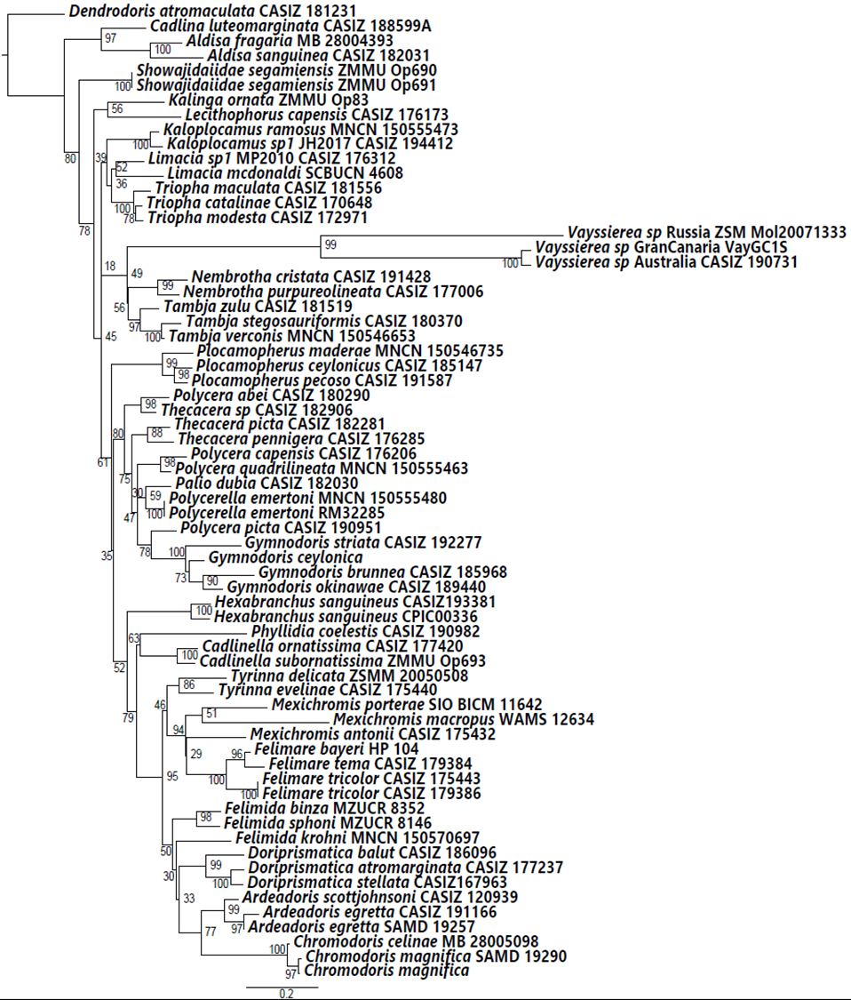 Dendrodoris atromaculata CASIZ 181231
Cadlina luteomarginata CASIZ 188599A
97
Aldisa fragaria MB 28004393
100
Aldisa sanguinea CASIZ 182031
Showajidaiidae segamiensis ZMMU Op690
100
Showajidaiidae segamiensis ZMMU Op691
Kalinga ornata ZMMU Op83
56
Lecithophorus capensis CASIZ 176173
Kaloplocamus ramosus MNCN 150555473
100
Kaloplocamus sp1 JH2017 CASIZ 194412
80
39
Limacia sp1 MP2010 CASIZ 176312
52
Limacia mcdonaldi SCBUCN 4608
36
Triopha maculata CASIZ 181556
Triopha catalinae CASIZ 170648
100
78
Triopha modesta CASIZ 172971
78
Vayssierea sp Russia ZSM Mol20071333
99
Vayssierea sp GranCanaria VayGC1S
100
Vayssierea sp Australia CASIZ 190731
18
49
Nembrotha cristata CASIZ 191428
99
Nembrotha purpureolineata CASIZ 177006
56
Tambja zulu CASIZ 181519
97
Tambja stegosauriformis CASIZ 180370
100
Tambja verconis MNCN 150546653
45
Plocamopherus maderae MNCN 150546735
99
Plocamopherus ceylonicus CASIZ 185147
98
Plocamopherus pecoso CASIZ 191587
Polycera abei CASIZ 180290
98
Thecacera sp CASIZ 182906
Thecacera picta CASIZ 182281
80
88
Thecacera pennigera CASIZ 176285
61
Polycera capensis CASIZ 176206
98
Polycera quadrilineata MNCN 150555463
75
Palio dubia CASIZ 182030
30
59
Polycerella emertoni MNCN 150555480
47
100
Polycerella emertoni RM32285
Polycera picta CASIZ 190951
35
78
100
Gymnodoris striata CASIZ 192277
Gymnodoris ceylonica
73
Gymnodoris brunnea CASIZ 185968
90
Gymnodoris okinawae CASIZ 189440
Hexabranchus sanguineus CASIZ193381
100
Hexabranchus sanguineus CPIC00336
63
Phyllidia coelestis CASIZ 190982
Cadlinella ornatissima CASIZ 177420
100
Cadlinella subornatissima ZMMU Op693
52
Tyrinna delicata ZSMM 20050508
86
Tyrinna evelinae CASIZ 175440
46
Mexichromis porterae SIO BICM 11642
51
Mexichromis macropus WAMS 12634
79
94
Mexichromis antonii CASIZ 175432
29
Felimare bayeri HP 104
96
Felimare tema CASIZ 179384
100
Felimare tricolor CASIZ 175443
100
Felimare tricolor CASIZ 179386
95
Felimida binza MZUCR 8352
98
Felimida sphoni MZUCR 8146
Felimida krohni MNCN 150570697
50
Doriprismatica balut CASIZ 186096
99
Doriprismatica atromarginata CASIZ 177237
30
100
Doriprismatica stellata CASIZ167963
33
Ardeadoris scottjohnsoni CASIZ 120939
99
Ardeadoris egretta CASIZ 191166
97
Ardeadoris egretta SAMD 19257
77
Chromodoris celinae MB 28005098
100
Chromodoris magnifica SAMD 19290
97
Chromodoris magnifica
0.2